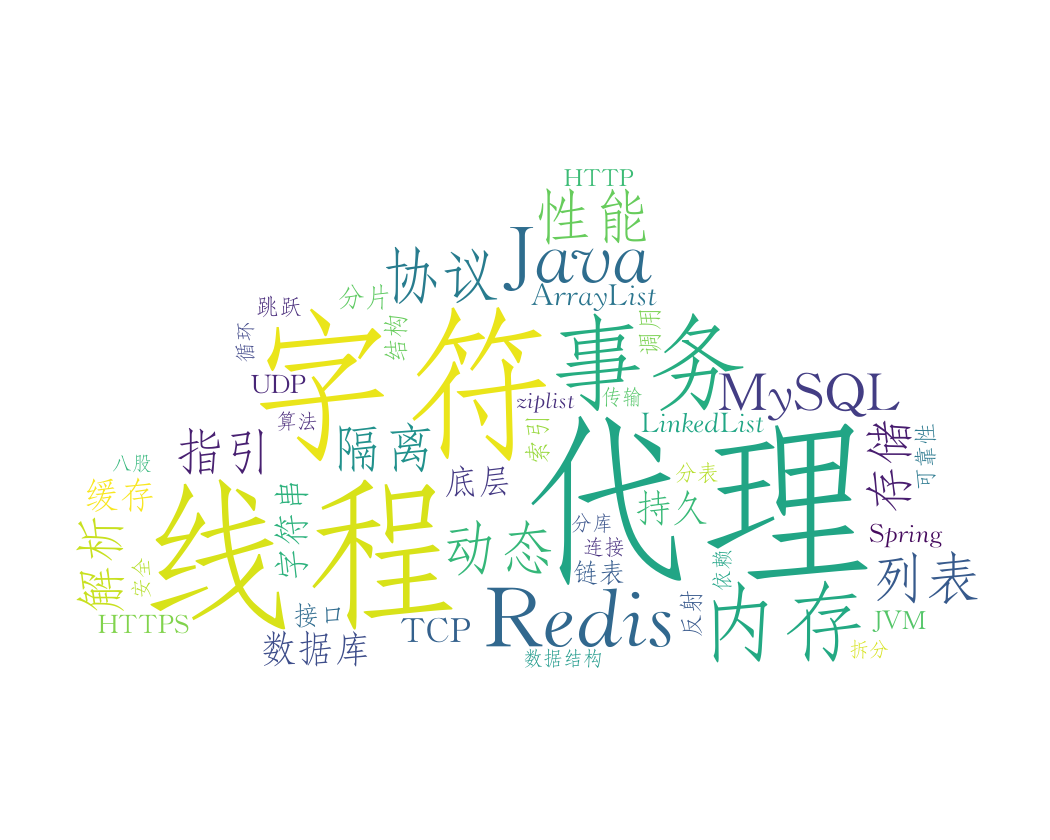 HTTP
性能
Java
协议
ArrayList
分片
跳跃
字符
事务
调用
结构
循环
UDP
MySQL
ziplist
传输
算法
LinkedList
索引
指引
隔离
代理
存储
可靠性
八股
底层
分表
缓存
线程
字符串
持久
分库
动态
连接
Spring
解析
安全
链表
依赖
列表
HTTPS
接口
TCP
Redis
反射
内存
JVM
数据库
数据结构
拆分